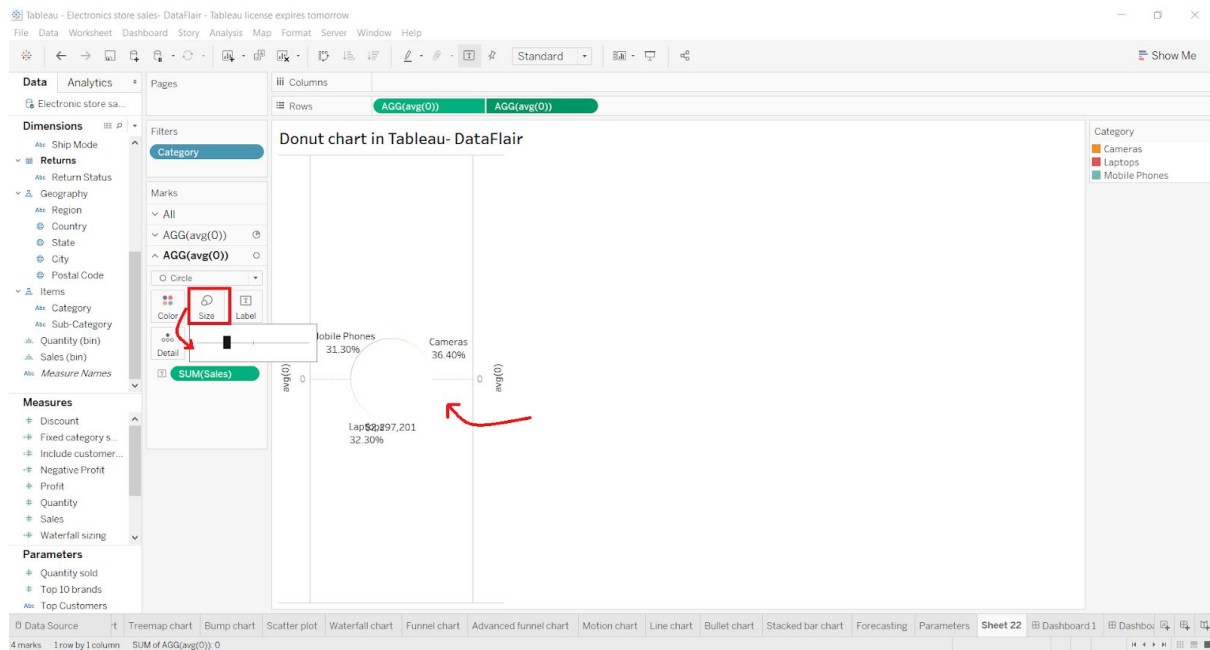 Tableau - Electronics store sales- DataFlair - Tableau license expires tomorrow
File Data Worksheet Dashboard Story Analysis Map Format Server Window Help
Standard
Show Me
Data Analytics
Pages
Columns
Electronic store sa...
Rows
AGG(avg(0)) AGG(avg(0))
Dimensions
Abc Ship Mode
Returns
Abc Return Status
Geography
Abc Region
Country
State
City
Postal Code
Items
Abc Category
Abc Sub-Category
Quantity (bin)
Sales (bin)
Abc Measure Names
Measures
Discount
Fixed category s...
Include customer...
Negative Profit
Profit
Quantity
Sales
Waterfall sizing
Parameters
Quantity sold
Top 10 brands
Abc Top Customers
Filters
Category
Marks
All
AGG(avg(0))
AGG(avg(0))
Circle
Color Size Label
Detail
SUM(Sales)
Donut chart in Tableau- DataFlair
Phones
31.30%
Cameras
36.40%
avg(0)
0
0
avg(0)
32.30%
Category
Cameras
Laptops
Mobile Phones
Data Source Treemap chart Bump chart Scatter plot Waterfall chart Funnel chart Advanced funnel chart Motion chart Line chart Bullet chart Stacked bar chart Forecasting Parameters Sheet 22 Dashboard 1
4 marks 1 row by 1 column SUM of AGG(avg(0)): 0